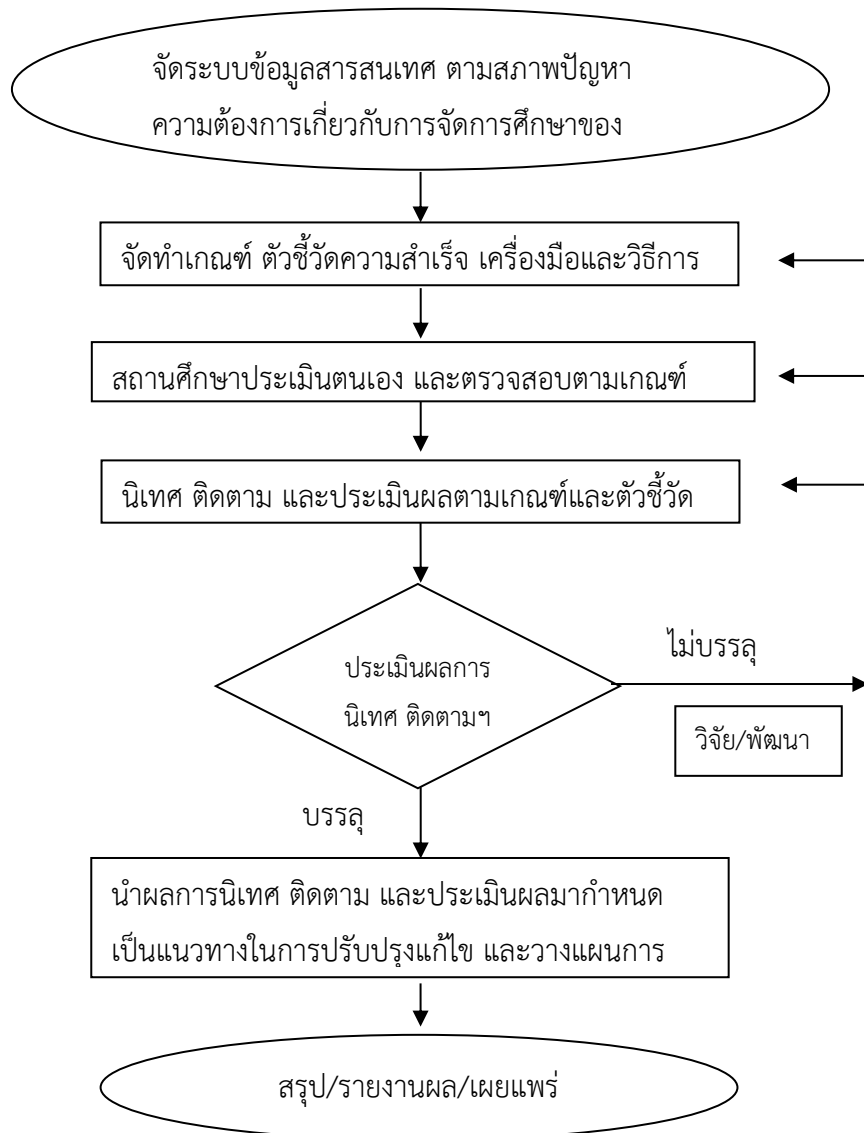 จัดระบบข้อมูลสารสนเทศ ตามสภาพปัญหา
ความต้องการเกี่ยวกับการจัดการศึกษาของ
จัดทำเกณฑ์ ตัวชี้วัดความสำเร็จ เครื่องมือและวิธีการ
สถานศึกษาประเมินตนเอง และตรวจสอบตามเกณฑ์
นิเทศ ติดตาม และประเมินผลตามเกณฑ์และตัวชี้วัด
ประเมินผลการ
นิเทศ ติดตามฯ
ไม่บรรลุ
วิจัย/พัฒนา
บรรลุ
นำผลการนิเทศ ติดตาม และประเมินผลมากำหนด
เป็นแนวทางในการปรับปรุงแก้ไข และวางแผนการ
สรุป/รายงานผล/เผยแพร่